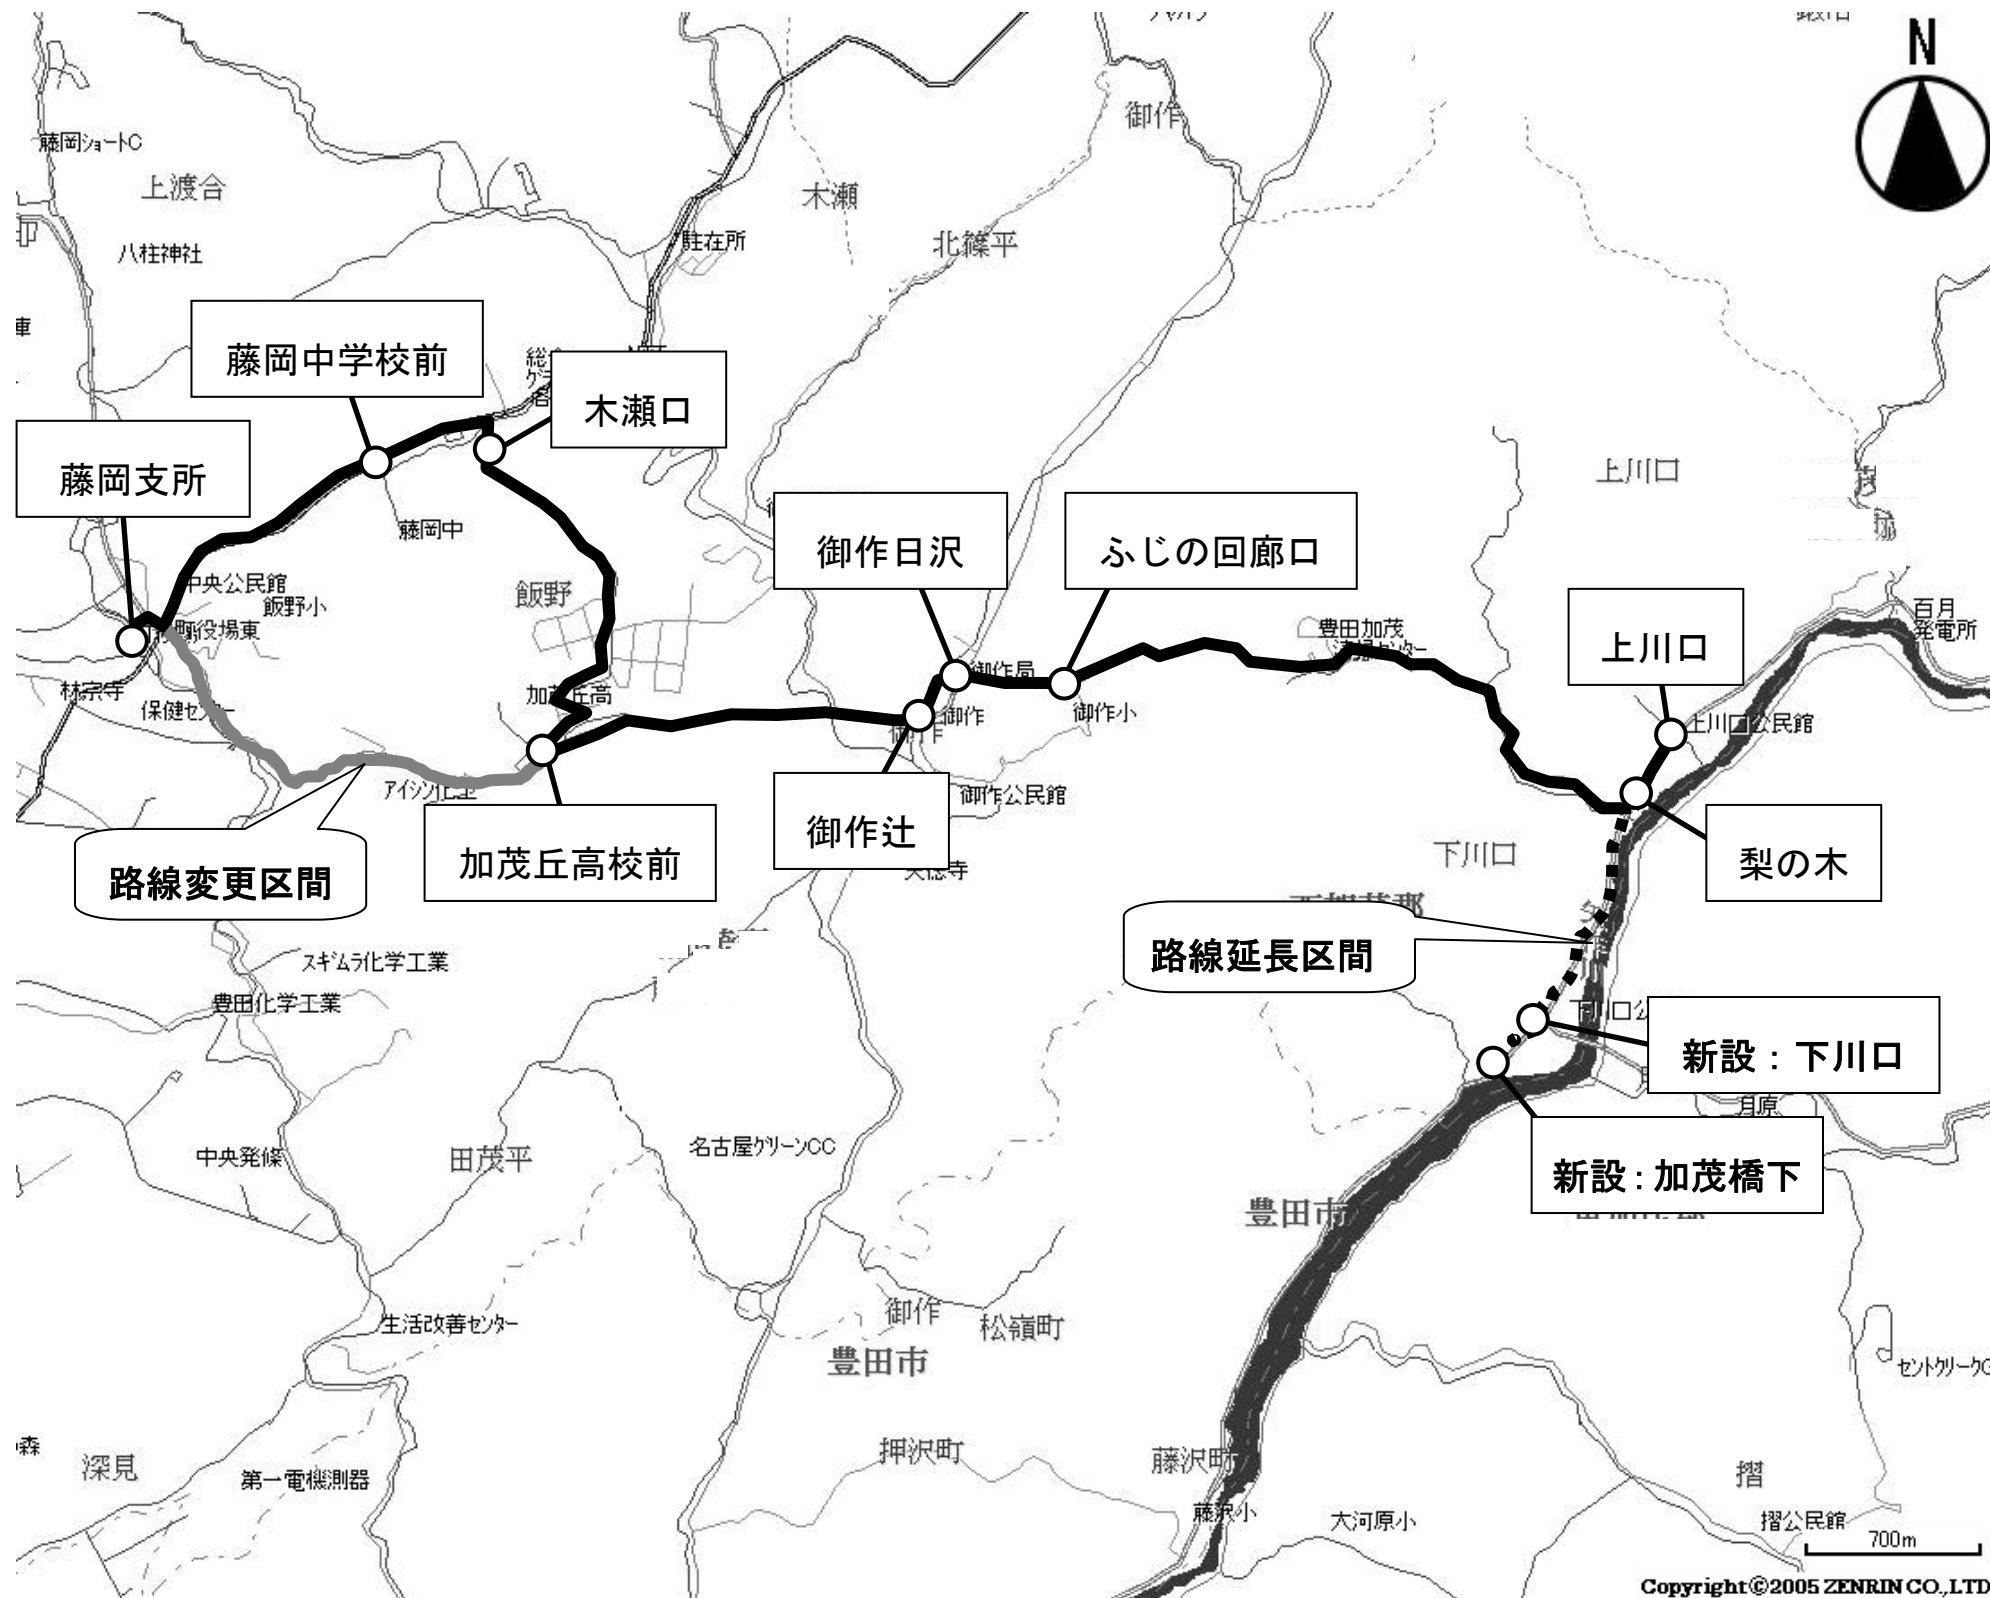 N
御作
藤岡ショートC
上渡合
木瀬
駐在所
北篠平
八柱神社
藤岡中学校前
木瀬口
藤岡支所
上川口
藤岡中
御作日沢
ふじの回廊口
中央公民館
飯野
飯野小
百月
発電所
町役場東
豊田加茂
清掃センター
上川口
御作局
林宗寺
保健センター
加茂丘高
御作
御作小
上川口公民館
アイシン化工
御作公民館
御作辻
加茂丘高校前
路線変更区間
下川口
梨の木
路線延長区間
スギムラ化学工業
豊田化学工業
新設：下川口
月原
中央発條
田茂平
名古屋グリーンCC
新設：加茂橋下
豊田市
御作
松嶺町
生活改善センター
豊田市
セントクリークG
森
深見
第一電機測器
押沢町
藤沢町
摺
藤沢小
大河原小
摺公民館
700m
Copyright©2005 ZENRIN CO.,LTD